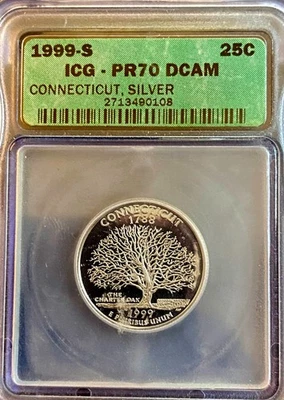 1999-S 25C
ICG - PR70 DCAM
CONNECTICUT, SILVER
2713490108
CONNECTICUT
1788
THE
CHARTER OAK
1999
E PLURIBUS UNUM